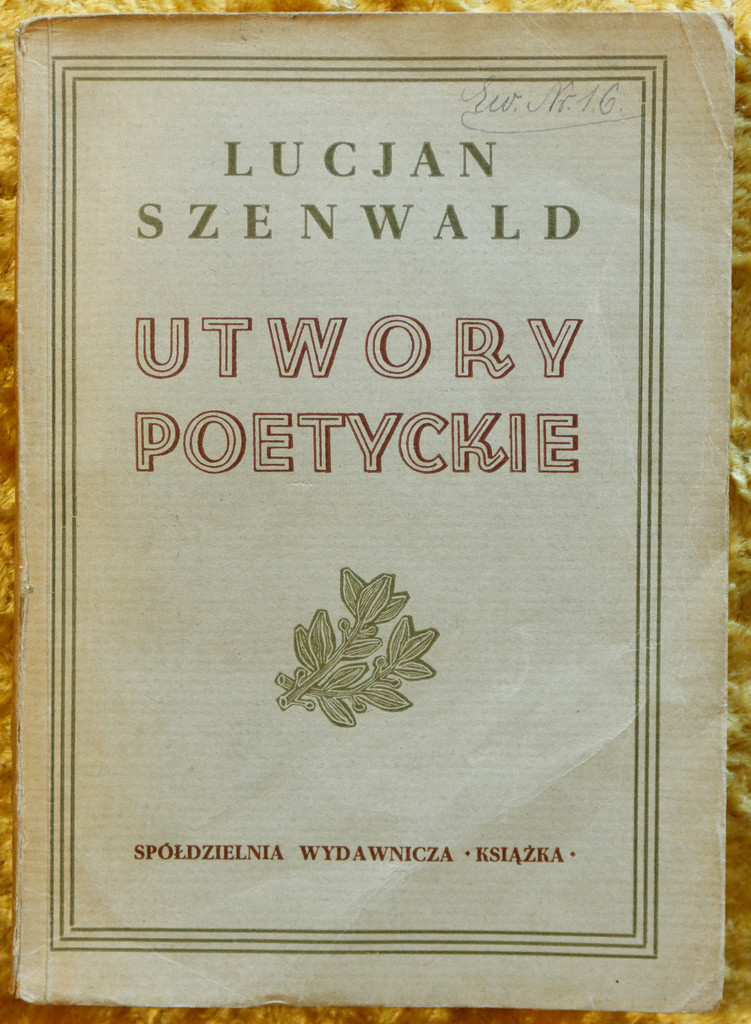 Ew. Nr. 16.
LUCJAN
SZENWALD
UTWORY
POETYCKIE
SPÓŁDZIELNIA WYDAWNICZA • KSIĄŻKA •